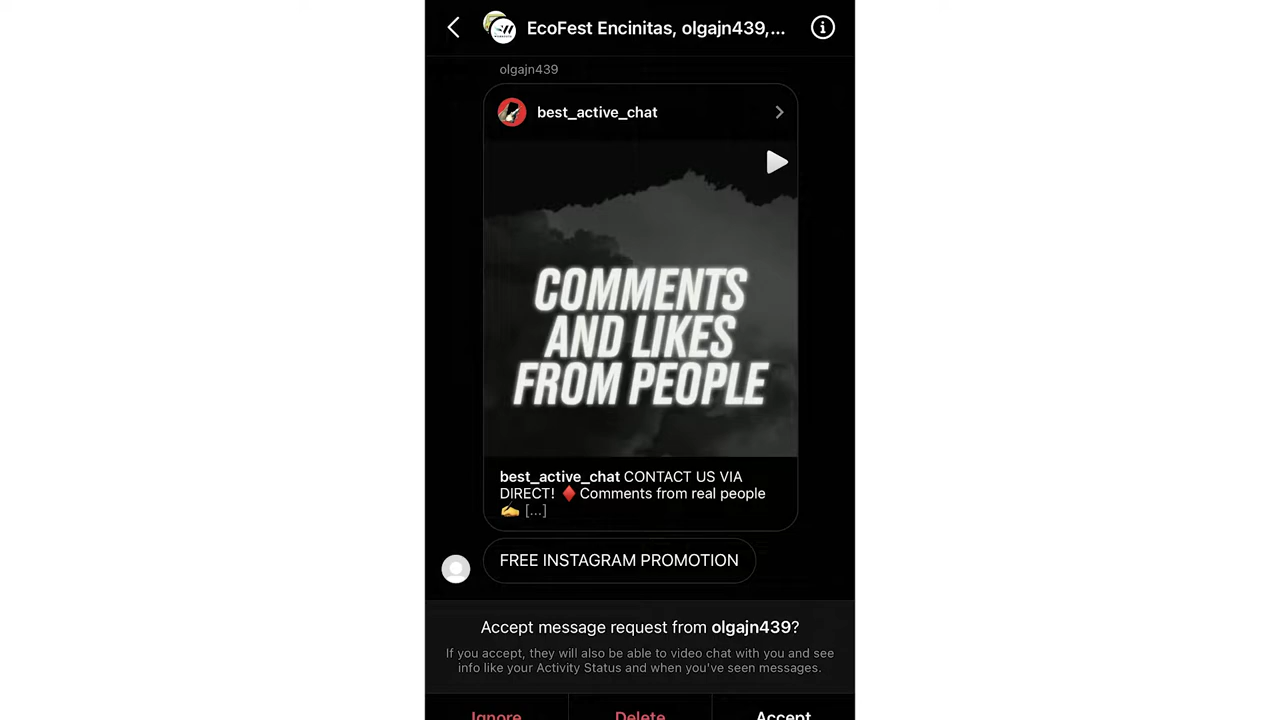 EcoFest Encinitas, olgajn439,...
olgajn439
best_active_chat
COMMENTS
AND LIKES
FROM PEOPLE
best_active_chat CONTACT US VIA
DIRECT! ♦️ Comments from real people
✍️ [...]
FREE INSTAGRAM PROMOTION
Accept message request from olgajn439?
If you accept, they will also be able to video chat with you and see
info like your Activity Status and when you've seen messages.
Ignore Delete Accept